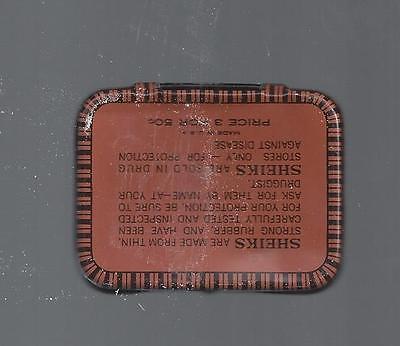 SHEIKS ARE MADE FROM THIN,
STRONG RUBBER, AND HAVE BEEN
CAREFULLY TESTED AND INSPECTED
FOR YOUR PROTECTION. BE SURE TO
ASK FOR THEM BY NAME—AT YOUR
DRUGGIST.
SHEIKS ARE SOLD IN DRUG
STORES ONLY — FOR PROTECTION
AGAINST DISEASE
MADE IN U.S.A
PRICE 3 FOR 50c